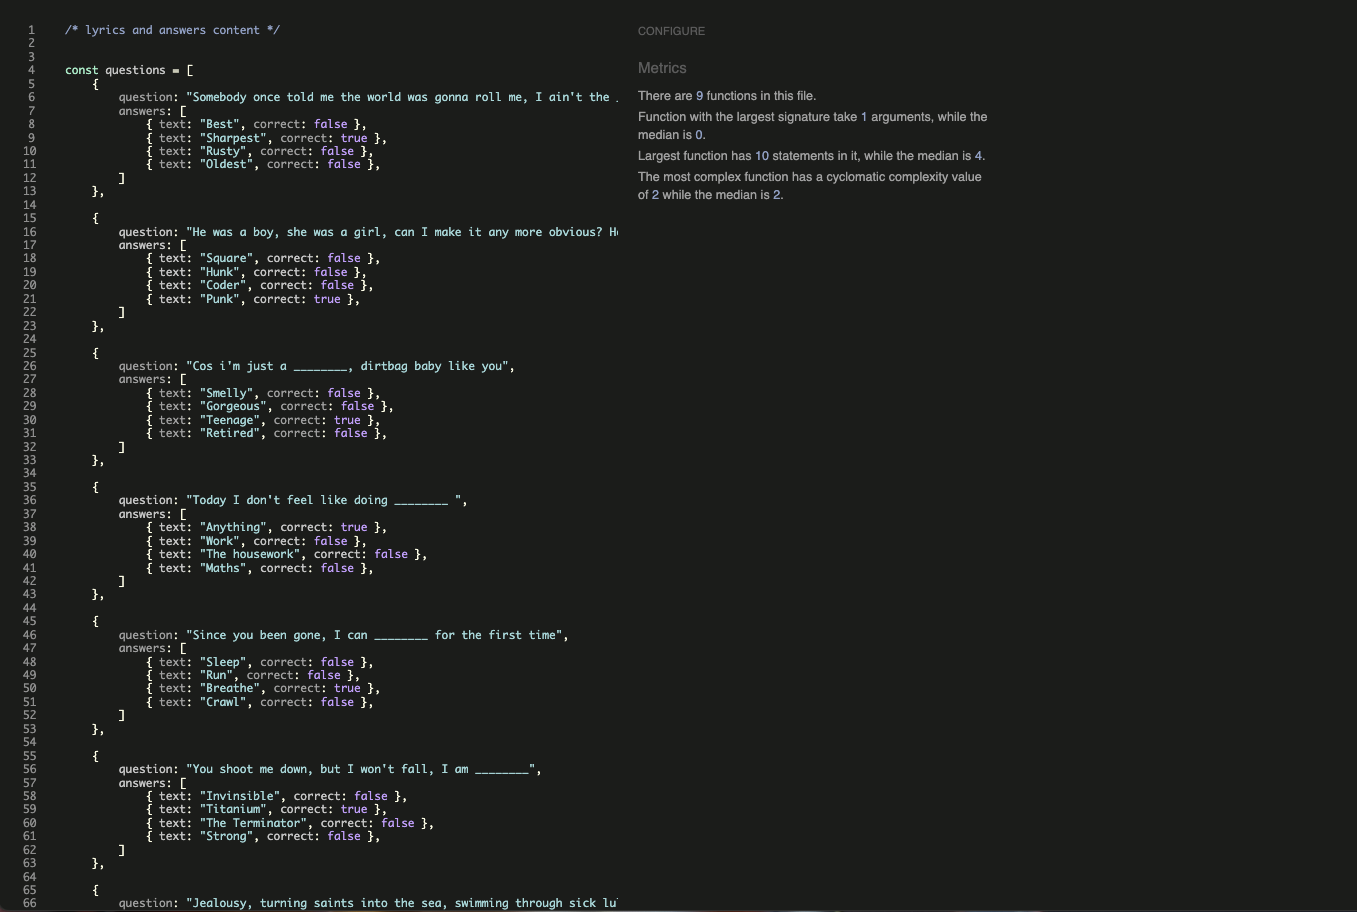 1 /* lyrics and answers content */
2
3
4 const questions = [
5 {
6 question: "Somebody once told me the world was gonna roll me, I ain't the
7 answers: [
8 { text: "Best", correct: false },
9 { text: "Sharpest", correct: true },
10 { text: "Rusty", correct: false },
11 { text: "Oldest", correct: false },
12 ]
13 },
14
15 {
16 question: "He was a boy, she was a girl, can I make it any more obvious? He
17 answers: [
18 { text: "Square", correct: false },
19 { text: "Hunk", correct: false },
20 { text: "Coder", correct: false },
21 { text: "Punk", correct: true },
22 ]
23 },
24
25 {
26 question: "Cos i'm just a ________, dirtbag baby like you",
27 answers: [
28 { text: "Smelly", correct: false },
29 { text: "Gorgeous", correct: false },
30 { text: "Teenage", correct: true },
31 { text: "Retired", correct: false },
32 ]
33 },
34
35 {
36 question: "Today I don't feel like doing ________ ",
37 answers: [
38 { text: "Anything", correct: true },
39 { text: "Work", correct: false },
40 { text: "The housework", correct: false },
41 { text: "Maths", correct: false },
42 ]
43 },
44
45 {
46 question: "Since you been gone, I can ________ for the first time",
47 answers: [
48 { text: "Sleep", correct: false },
49 { text: "Run", correct: false },
50 { text: "Breathe", correct: true },
51 { text: "Crawl", correct: false },
52 ]
53 },
54
55 {
56 question: "You shoot me down, but I won't fall, I am ________",
57 answers: [
58 { text: "Invinsible", correct: false },
59 { text: "Titanium", correct: true },
60 { text: "The Terminator", correct: false },
61 { text: "Strong", correct: false },
62 ]
63 },
64
65 {
66 question: "Jealousy, turning saints into the sea, swimming through sick lu
CONFIGURE
Metrics
There are 9 functions in this file.
Function with the largest signature take 1 arguments, while the
median is 0.
Largest function has 10 statements in it, while the median is 4.
The most complex function has a cyclomatic complexity value
of 2 while the median is 2.